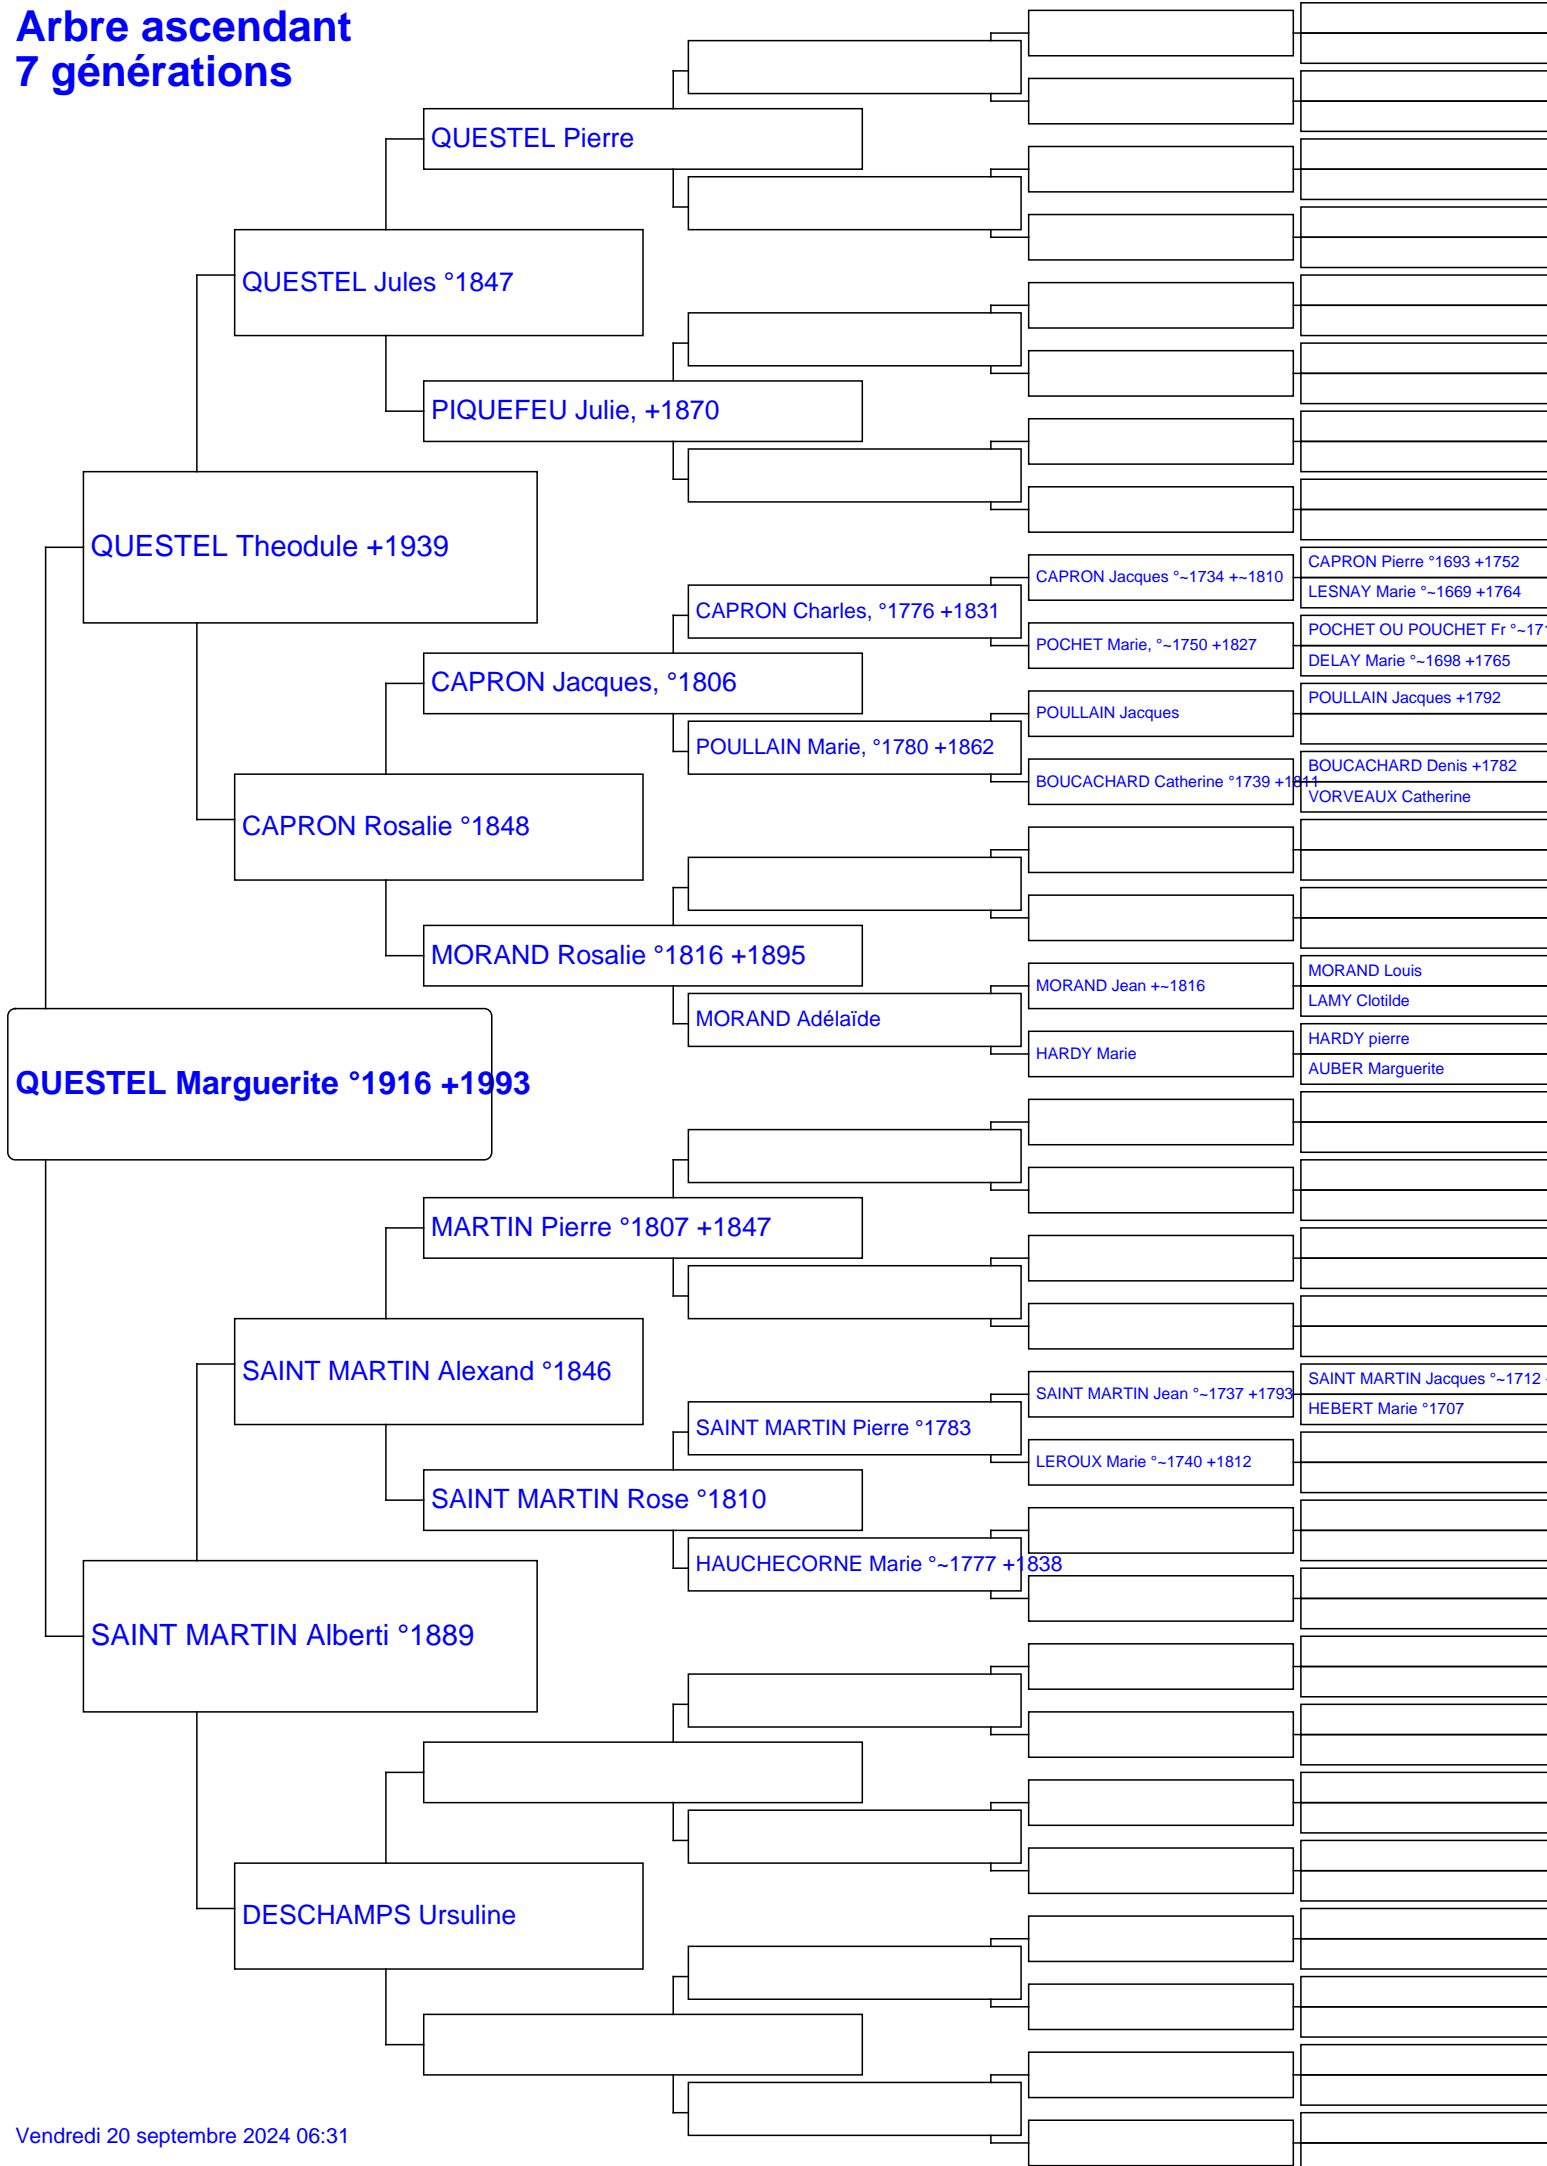 Arbre ascendant
7 générations
QUESTEL Pierre
QUESTEL Jules °1847
PIQUEFEU Julie, +1870
QUESTEL Theodule +1939
CAPRON Pierre °1693 +1752
CAPRON Jacques °~1734 +~1810
LESNAY Marie °~1669 +1764
CAPRON Charles, °1776 +1831
POCHET OU POUCHET Fr °~171
POCHET Marie, °~1750 +1827
DELAY Marie °~1698 +1765
CAPRON Jacques, °1806
POULLAIN Jacques +1792
POULLAIN Jacques
POULLAIN Marie, °1780 +1862
BOUCACHARD Denis +1782
BOUCACHARD Catherine °1739 +1811
VORVEAUX Catherine
CAPRON Rosalie °1848
MORAND Rosalie °1816 +1895
MORAND Louis
MORAND Jean +~1816
LAMY Clotilde
MORAND Adélaïde
HARDY pierre
HARDY Marie
AUBER Marguerite
QUESTEL Marguerite °1916 +1993
MARTIN Pierre °1807 +1847
SAINT MARTIN Alexand °1846
SAINT MARTIN Jacques °~1712
SAINT MARTIN Jean °~1737 +1793
HEBERT Marie °1707
SAINT MARTIN Pierre °1783
LEROUX Marie °~1740 +1812
SAINT MARTIN Rose °1810
HAUCHECORNE Marie °~1777 +1838
SAINT MARTIN Alberti °1889
DESCHAMPS Ursuline
Vendredi 20 septembre 2024 06:31